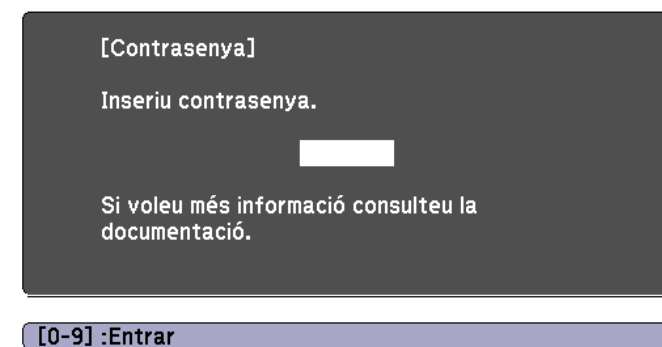 [Contrasenya]
Inseriu contrasenya.
Si voleu més informació consulteu la
documentació.
[0-9] :Entrar